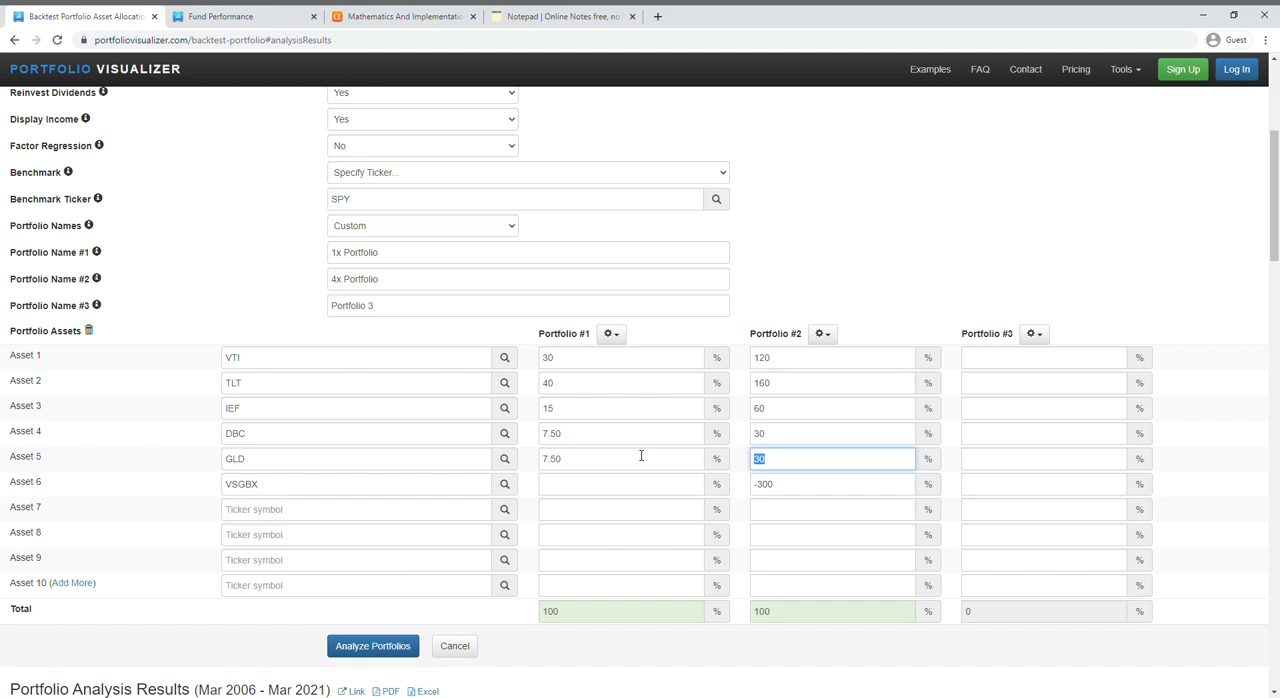 Backtest Portfolio Asset Allocatio
Fund Performance
Mathematics And Implementatio
Notepad | Online Notes free, no
portfoliovisualizer.com/backtest-portfolio#analysisResults
Guest
PORTFOLIO VISUALIZER
Examples FAQ Contact Pricing Tools Sign Up Log In
Reinvest Dividends Yes
Display Income Yes
Factor Regression No
Benchmark Specify Ticker...
Benchmark Ticker SPY
Portfolio Names Custom
Portfolio Name #1 1x Portfolio
Portfolio Name #2 4x Portfolio
Portfolio Name #3 Portfolio 3
Portfolio Assets Portfolio #1 Portfolio #2 Portfolio #3
Asset 1 VTI 30 % 120 % %
Asset 2 TLT 40 % 160 % %
Asset 3 IEF 15 % 60 % %
Asset 4 DBC 7.50 % 30 % %
Asset 5 GLD 7.50 % 30 % %
Asset 6 VSGBX % -300 % %
Asset 7 Ticker symbol % % %
Asset 8 Ticker symbol % % %
Asset 9 Ticker symbol % % %
Asset 10 (Add More) Ticker symbol % % %
Total 100 % 100 % 0 %
Analyze Portfolios Cancel
Portfolio Analysis Results (Mar 2006 - Mar 2021) Link PDF Excel